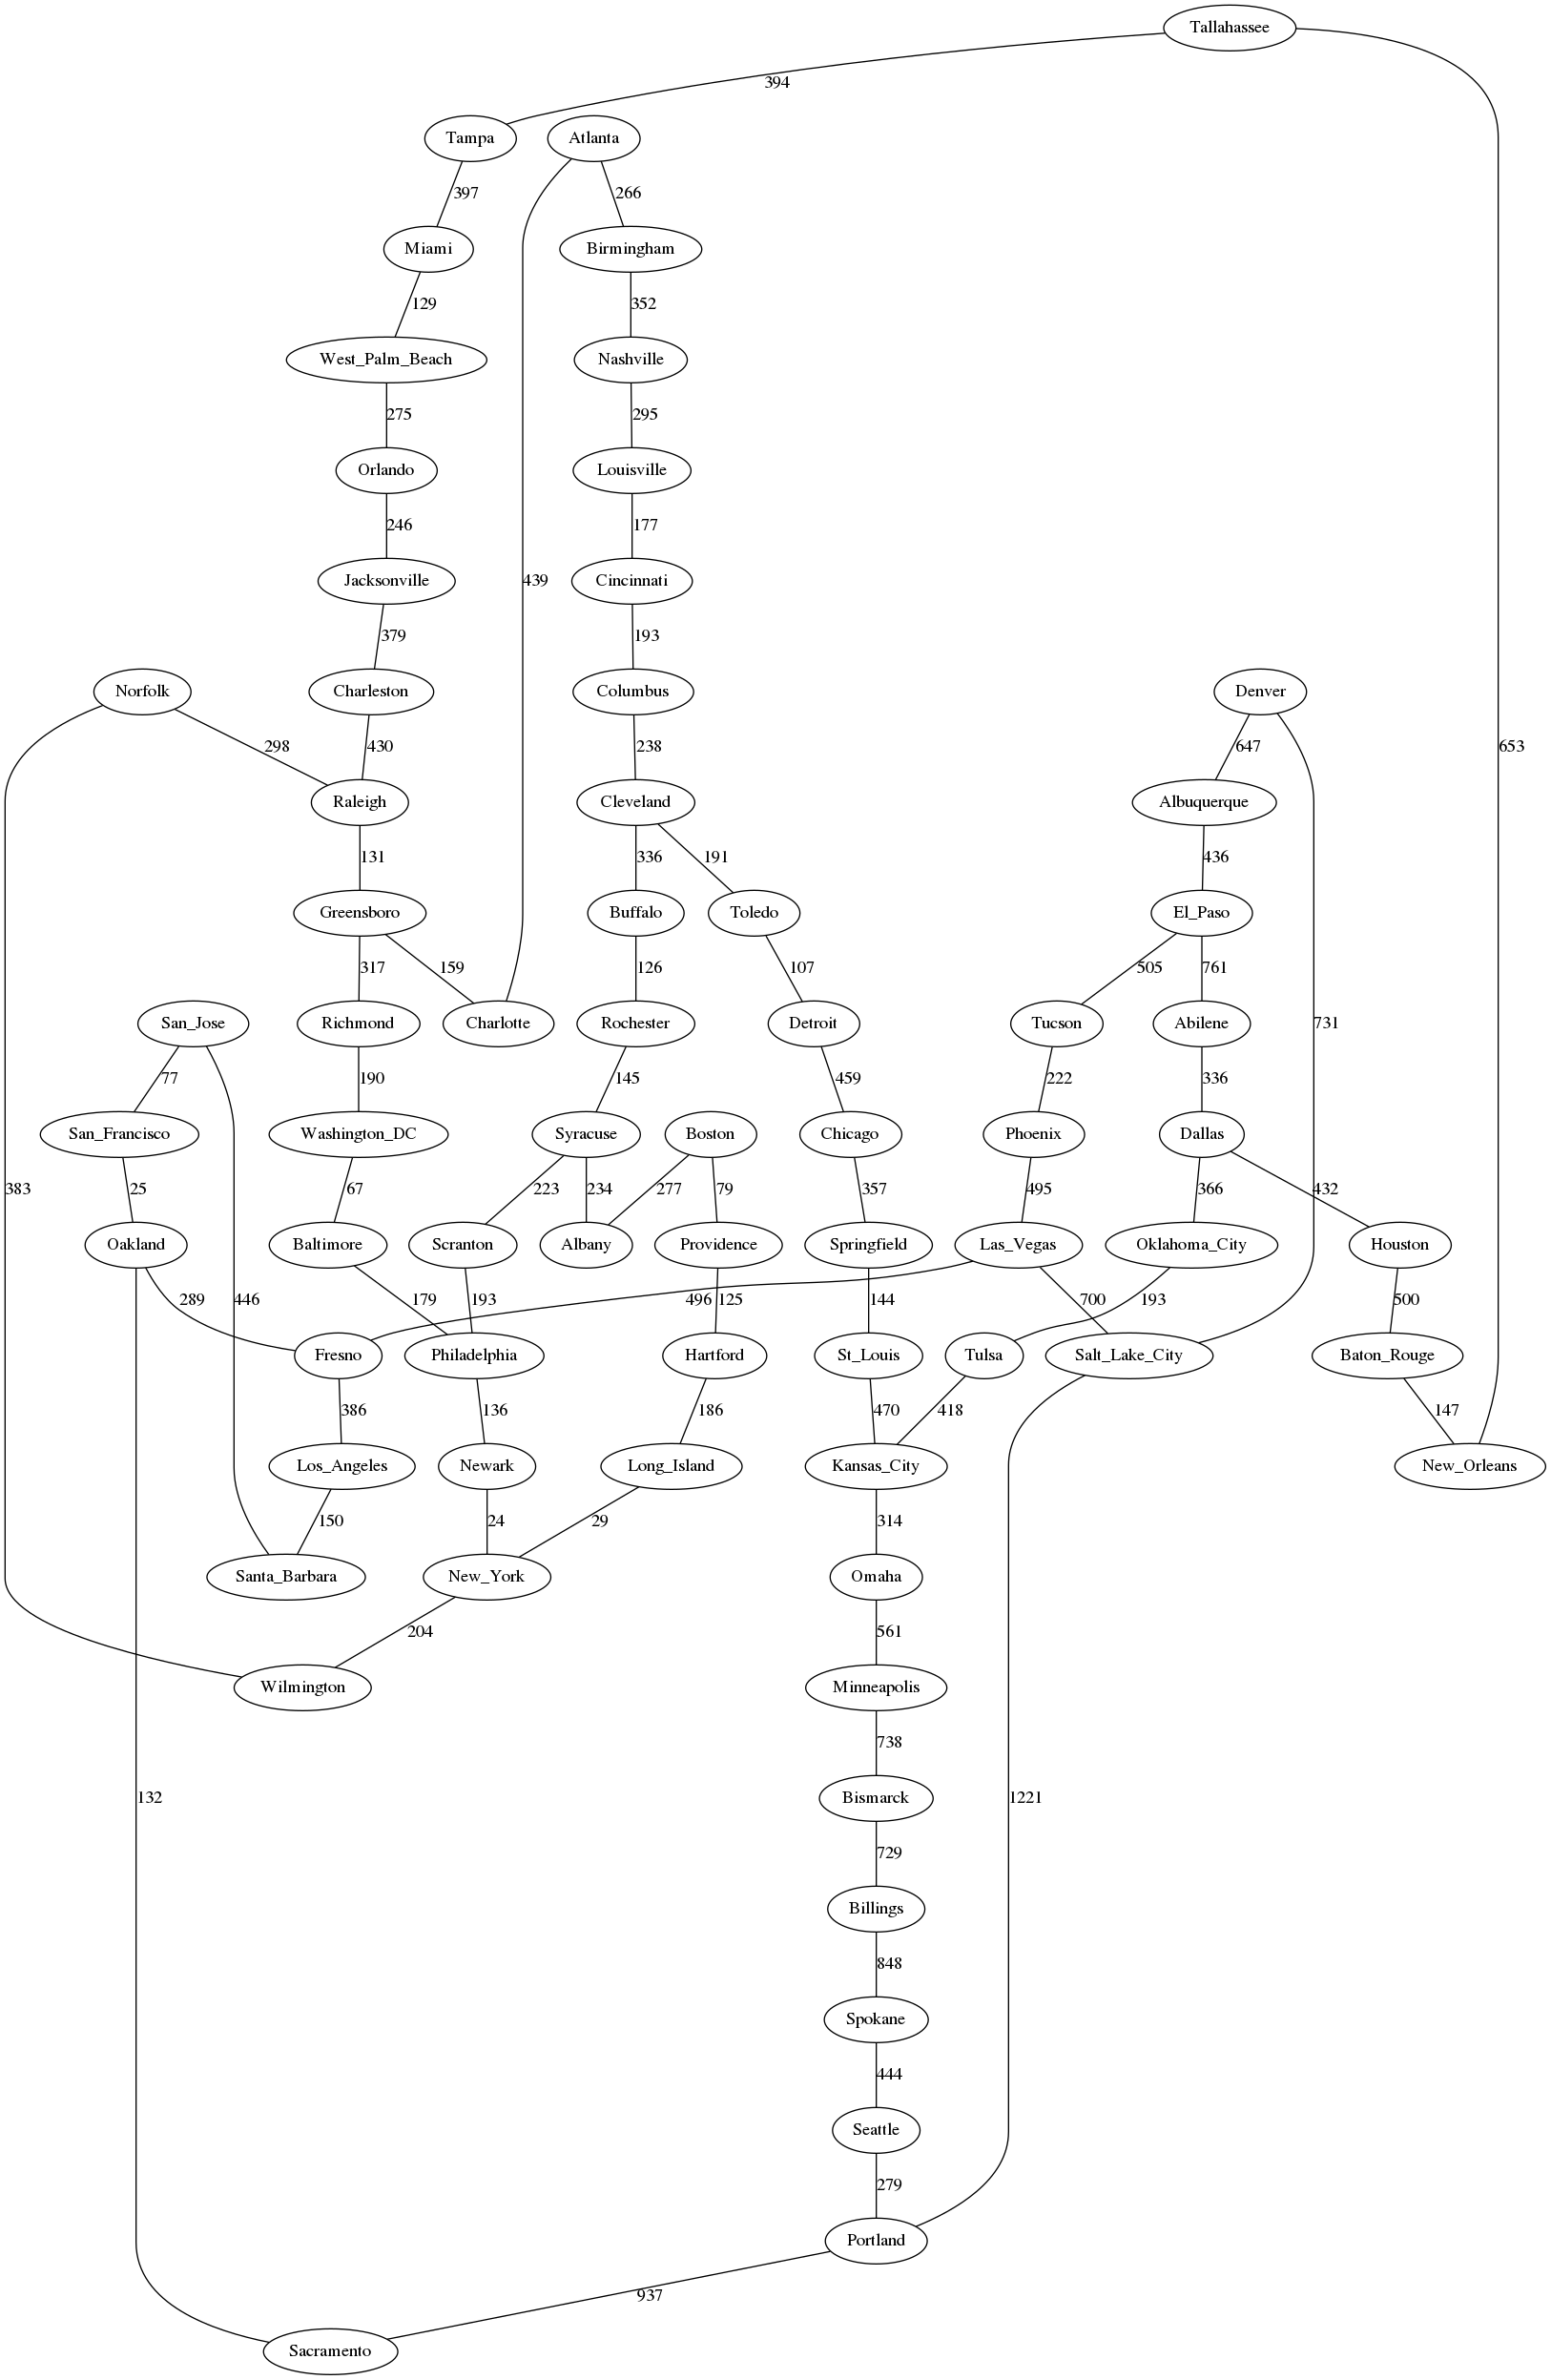 Tallahassee
394
Tampa
Atlanta
397
266
Miami
Birmingham
129
352
West_Palm_Beach
Nashville
275
295
Orlando
Louisville
246
177
Jacksonville
439
Cincinnati
379
193
Norfolk
Charleston
Columbus
Denver
298
430
238
647
653
Raleigh
Cleveland
Albuquerque
131
336
191
436
Greensboro
Buffalo
Toledo
El_Paso
317
159
126
107
505
761
San_Jose
Richmond
Charlotte
Rochester
Detroit
Tucson
Abilene
731
77
190
145
459
222
336
San_Francisco
Washington_DC
Syracuse
Boston
Chicago
Phoenix
Dallas
383
25
67
223
234
277
79
357
495
366
432
Oakland
Baltimore
Scranton
Albany
Providence
Springfield
Las_Vegas
Oklahoma_City
Houston
289
446
179
193
496
125
144
700
193
500
Fresno
Philadelphia
Hartford
St_Louis
Tulsa
Salt_Lake_City
Baton_Rouge
386
136
186
470
418
147
Los_Angeles
Newark
Long_Island
Kansas_City
New_Orleans
150
24
29
314
Santa_Barbara
New_York
Omaha
204
561
Wilmington
Minneapolis
738
132
Bismarck
1221
729
Billings
848
Spokane
444
Seattle
279
Portland
937
Sacramento